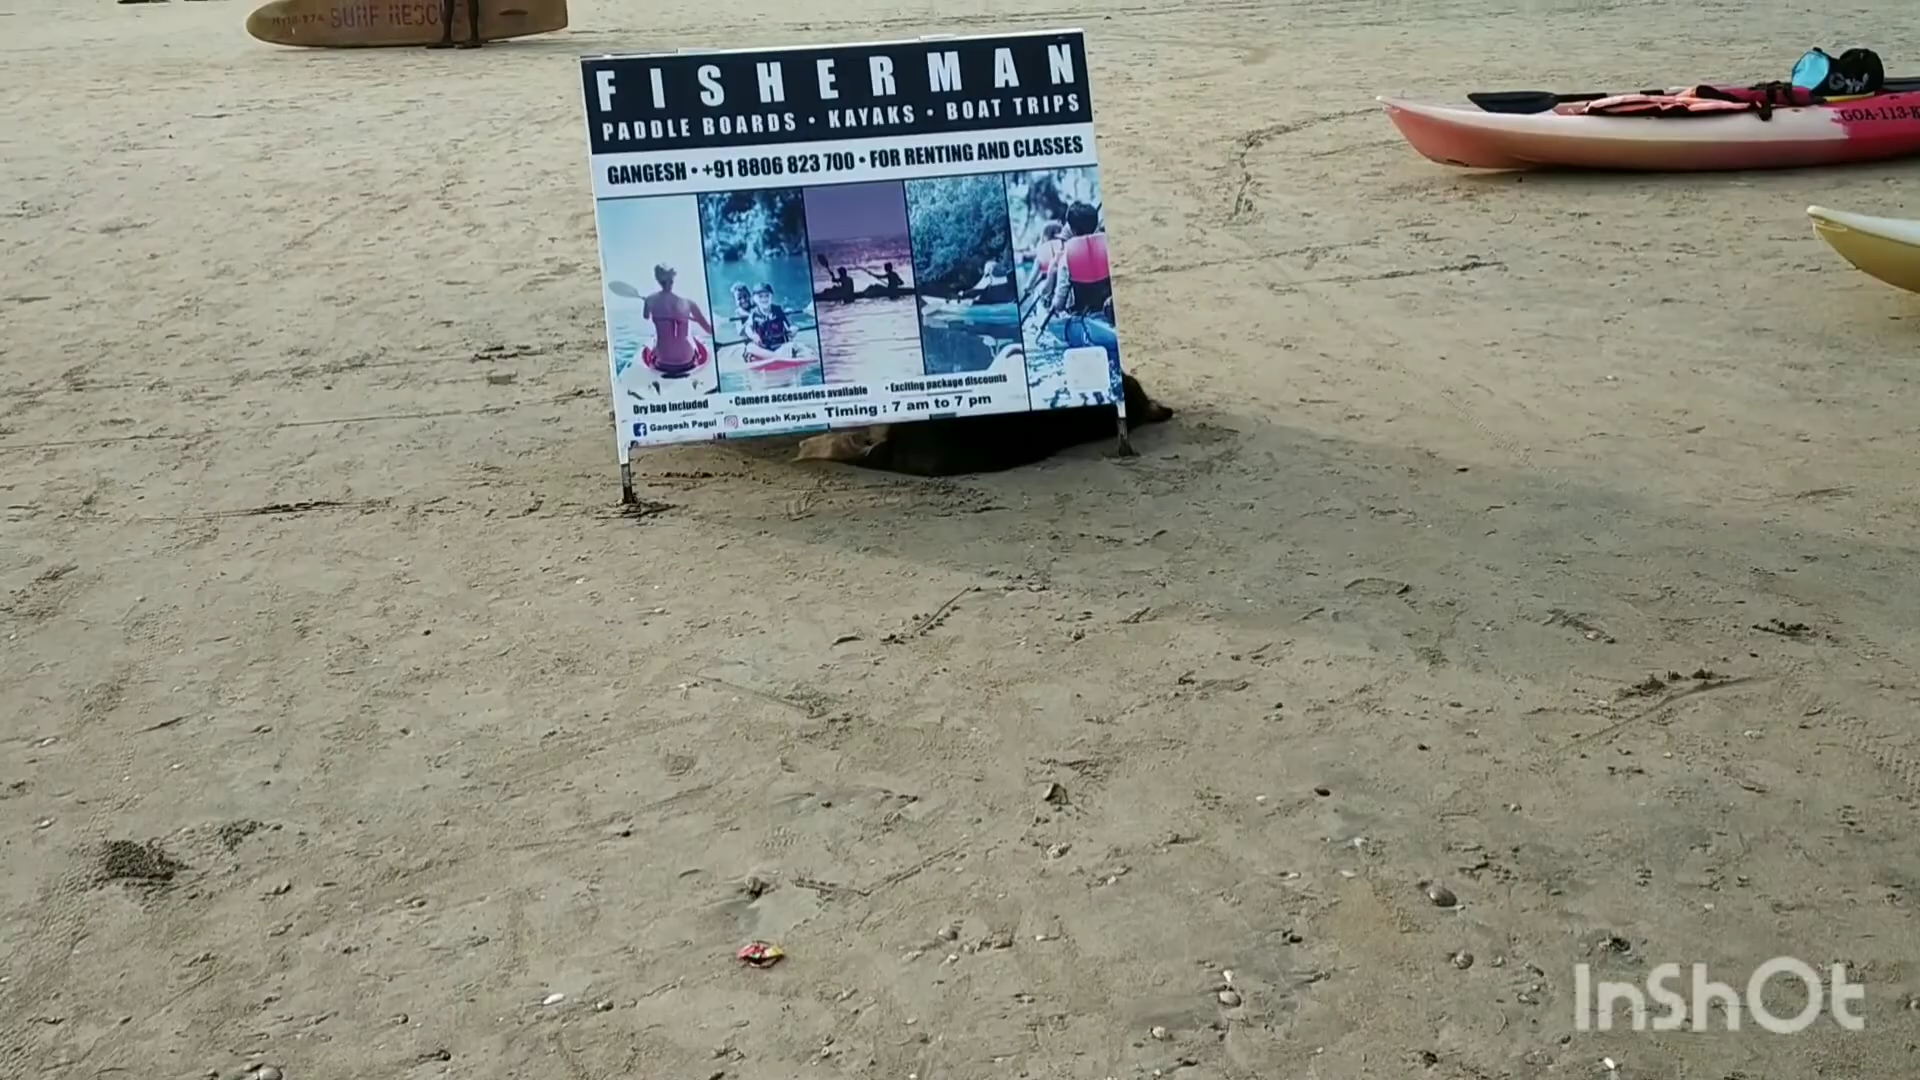 SURF RESCUE
FISHERMAN
PADDLE BOARDS • KAYAKS • BOAT TRIPS
GANGESH • +91 8806 823 700 • FOR RENTING AND CLASSES
Dry bag included • Camera accessories available • Exciting package discounts
Gangesh Pagui Gangesh Kayaks Timing : 7 am to 7 pm
GOA-113-K
InShOt